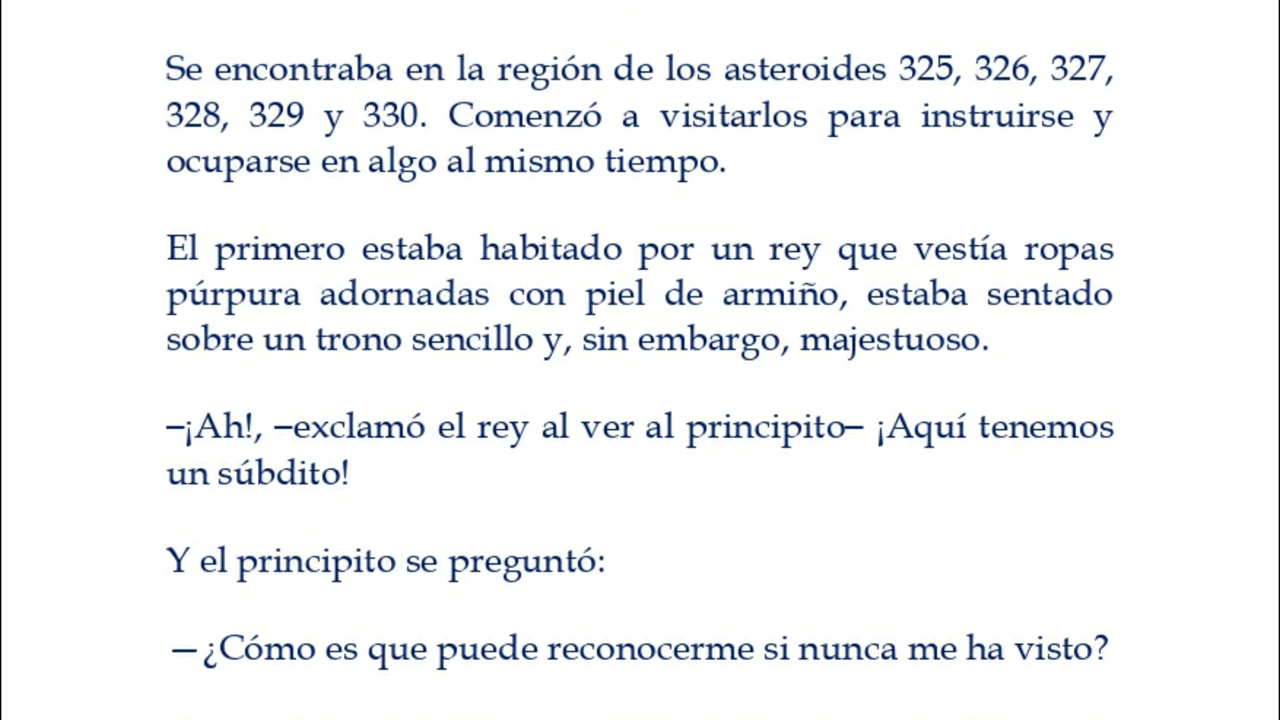 Se encontraba en la región de los asteroides 325, 326, 327,
328, 329 y 330. Comenzó a visitarlos para instruirse y
ocuparse en algo al mismo tiempo.
El primero estaba habitado por un rey que vestía ropas
púrpura adornadas con piel de armiño, estaba sentado
sobre un trono sencillo y, sin embargo, majestuoso.
–¡Ah!, –exclamó el rey al ver al principito– ¡Aquí tenemos
un súbdito!
Y el principito se preguntó:
—¿Cómo es que puede reconocerme si nunca me ha visto?